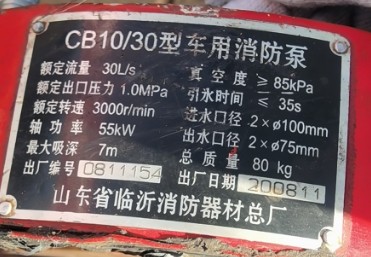 CB10/30型车用消防泵
额定流量 30L/s 真空度 ≥85kPa
额定出口压力 1.0MPa 引水时间 ≤ 35s
额定转速 3000r/min 进水口径 2×ø100mm
轴功率 55kW 出水口径 2×ø75mm
最大吸深 7m 总质量 80kg
出厂编号 0811154 出厂日期 200811
山东省临沂消防器材总厂